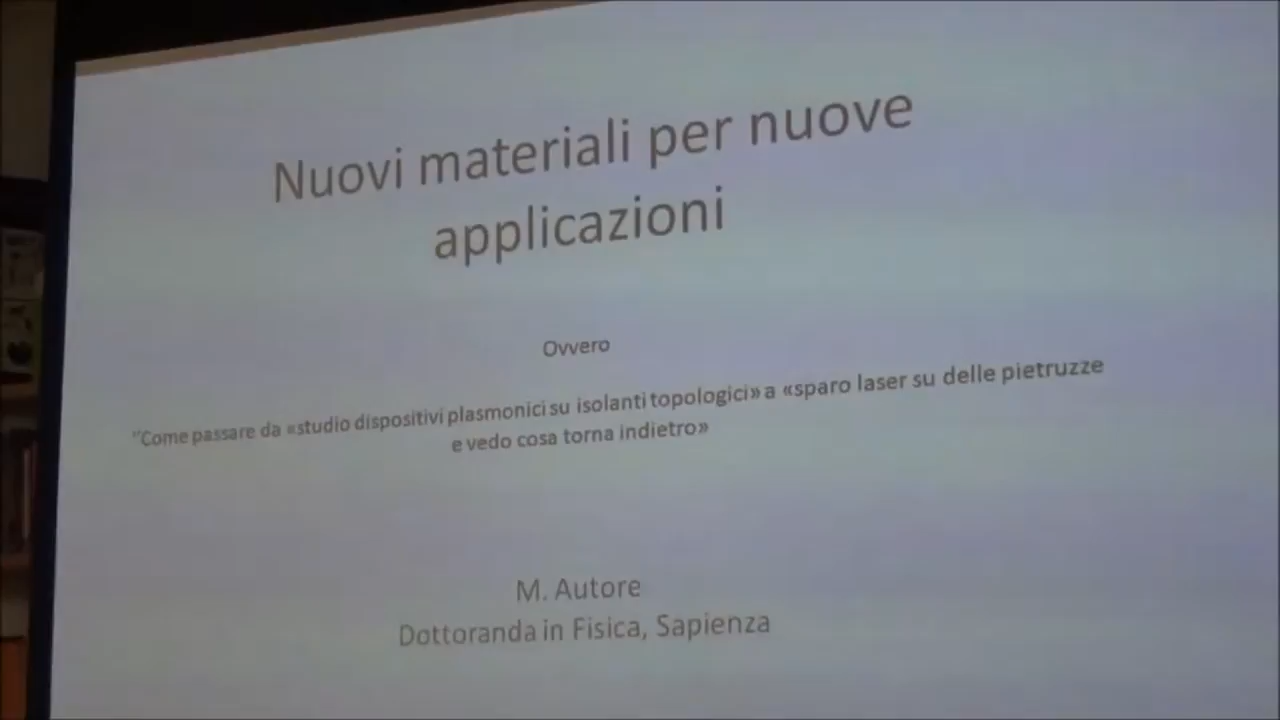 Nuovi materiali per nuove
applicazioni
Ovvero
"Come passare da «studio dispositivi plasmonici su isolanti topologici» a «sparo laser su delle pietruzze
e vedo cosa torna indietro»
M. Autore
Dottoranda in Fisica, Sapienza